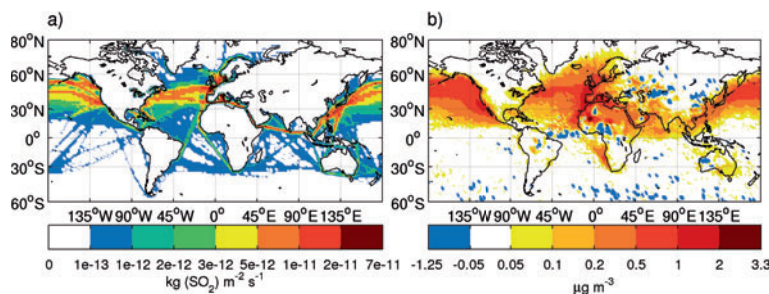 a)
b)
80°N
60°N
30°N
0°
30°S
60°S
135°W 90°W 45°W 0° 45°E 90°E 135°E
0 1e-13 1e-12 2e-12 3e-12 5e-12 1e-11 2e-11 7e-11
kg (SO2) m-2 s-1
80°N
60°N
30°N
0°
30°S
60°S
135°W 90°W 45°W 0° 45°E 90°E 135°E
-1.25 -0.05 0.05 0.1 0.2 0.5 1 2 3.3
µg m-3